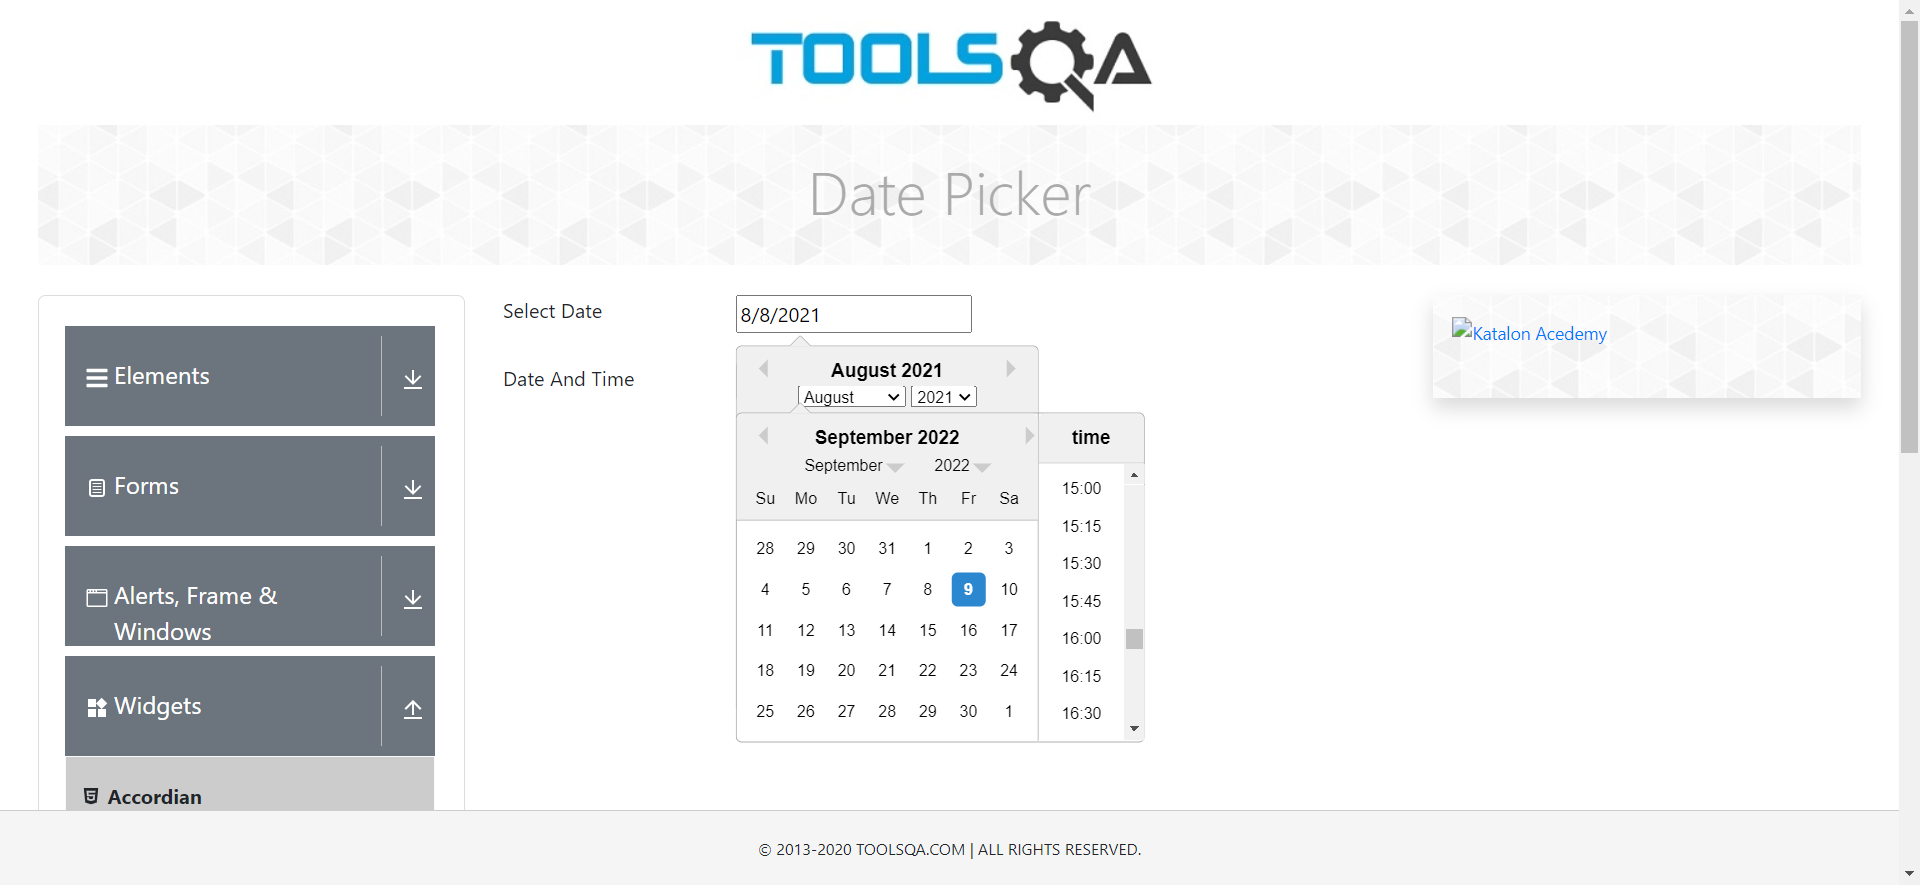 TOOLSQA
Date Picker
Select Date
8/8/2021
Date And Time
August 2021
August 2021
September 2022
September 2022
Su Mo Tu We Th Fr Sa
28 29 30 31 1 2 3
4 5 6 7 8 9 10
11 12 13 14 15 16 17
18 19 20 21 22 23 24
25 26 27 28 29 30 1
time
15:00
15:15
15:30
15:45
16:00
16:15
16:30
Katalon Acedemy
Elements
Forms
Alerts, Frame &
Windows
Widgets
Accordian
© 2013-2020 TOOLSQA.COM | ALL RIGHTS RESERVED.